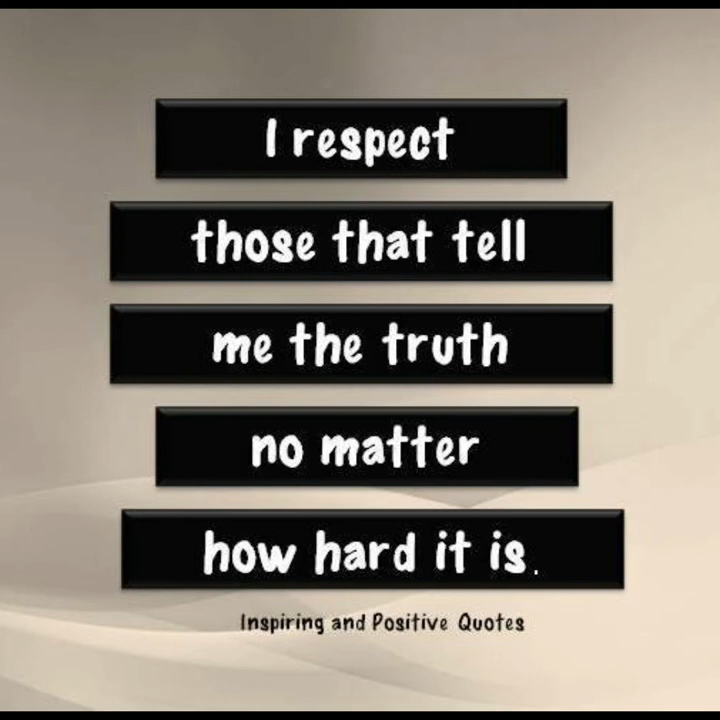 I respect
those that tell
me the truth
no matter
how hard it is.
Inspiring and Positive Quotes